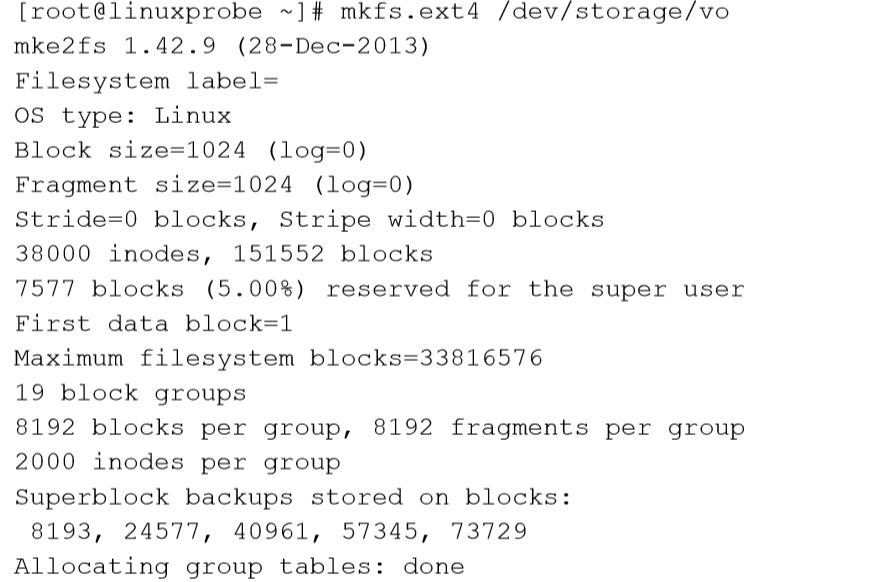 [root@linuxprobe ~]# mkfs.ext4 /dev/storage/vo
mke2fs 1.42.9 (28-Dec-2013)
Filesystem label=
OS type: Linux
Block size=1024 (log=0)
Fragment size=1024 (log=0)
Stride=0 blocks, Stripe width=0 blocks
38000 inodes, 151552 blocks
7577 blocks (5.00%) reserved for the super user
First data block=1
Maximum filesystem blocks=33816576
19 block groups
8192 blocks per group, 8192 fragments per group
2000 inodes per group
Superblock backups stored on blocks:
 8193, 24577, 40961, 57345, 73729
Allocating group tables: done